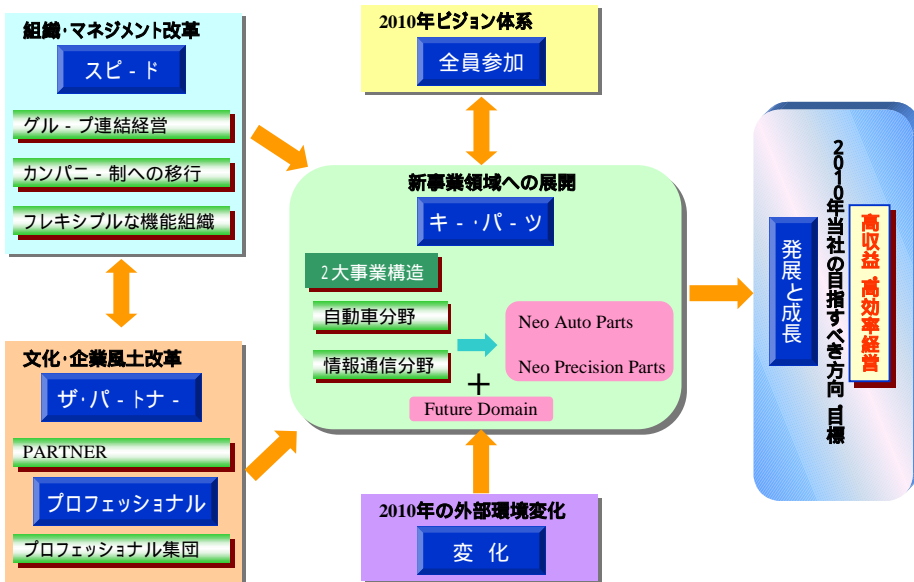 組織・マネジメント改革
スピ - ド
グル - プ連結経営
カンパニ - 制への移行
フレキシブルな機能組織
文化・企業風土改革
ザ・パ - トナ -
PARTNER
プロフェッショナル
プロフェッショナル集団
2010年ビジョン体系
全員参加
新事業領域への展開
キ - ・パ - ツ
2大事業構造
自動車分野
情報通信分野
Neo Auto Parts
Neo Precision Parts
+
Future Domain
2010年の外部環境変化
変 化
2010年当社の目指すべき方向・目標
高収益・高効率経営
発展と成長